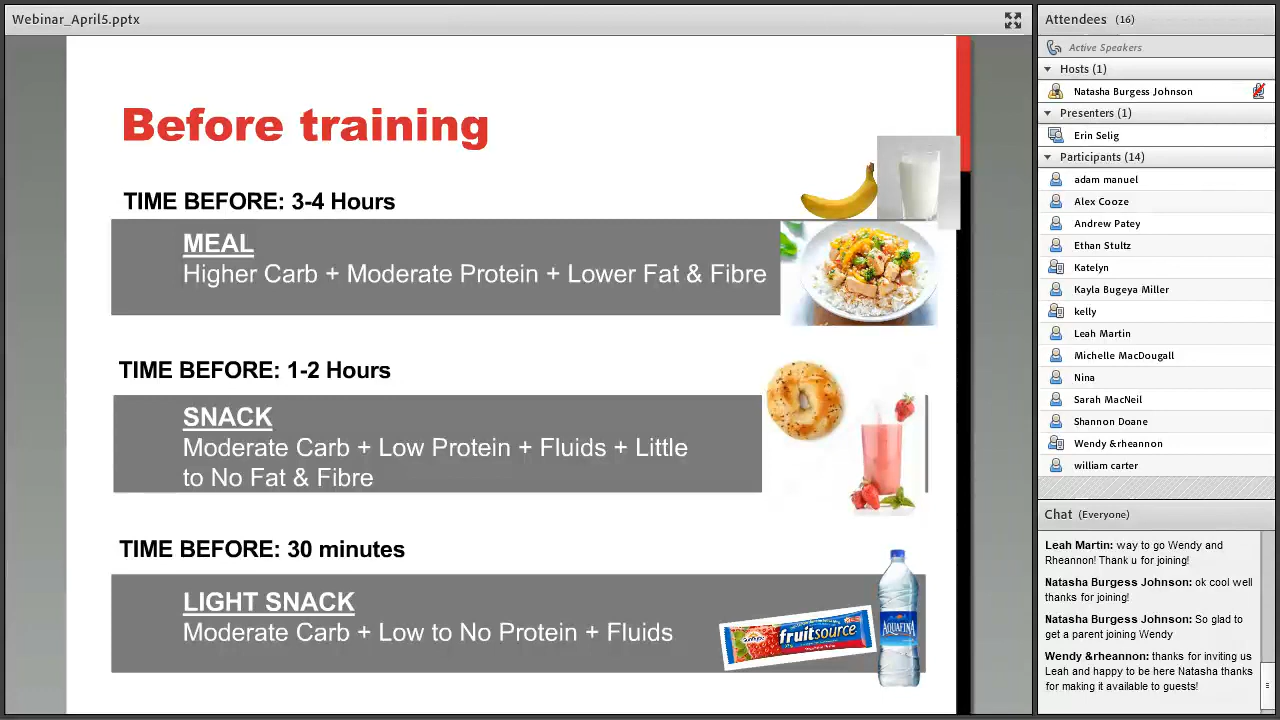 Webinar_April5.pptx
Before training
TIME BEFORE: 3-4 Hours
MEAL
Higher Carb + Moderate Protein + Lower Fat & Fibre
TIME BEFORE: 1-2 Hours
SNACK
Moderate Carb + Low Protein + Fluids + Little
to No Fat & Fibre
TIME BEFORE: 30 minutes
LIGHT SNACK
Moderate Carb + Low to No Protein + Fluids
fruitsource
AQUAFINA
Attendees (16)
Active Speakers
Hosts (1)
Natasha Burgess Johnson
Presenters (1)
Erin Selig
Participants (14)
adam manuel
Alex Cooze
Andrew Patey
Ethan Stultz
Katelyn
Kayla Bugeya Miller
kelly
Leah Martin
Michelle MacDougall
Nina
Sarah MacNeil
Shannon Doane
Wendy &rheannon
william carter
Chat (Everyone)
Leah Martin: way to go Wendy and
Rheannon! Thank u for joining!
Natasha Burgess Johnson: ok cool well
thanks for joining!
Natasha Burgess Johnson: So glad to
get a parent joining Wendy
Wendy &rheannon: thanks for inviting us
Leah and happy to be here Natasha thanks
for making it available to guests!